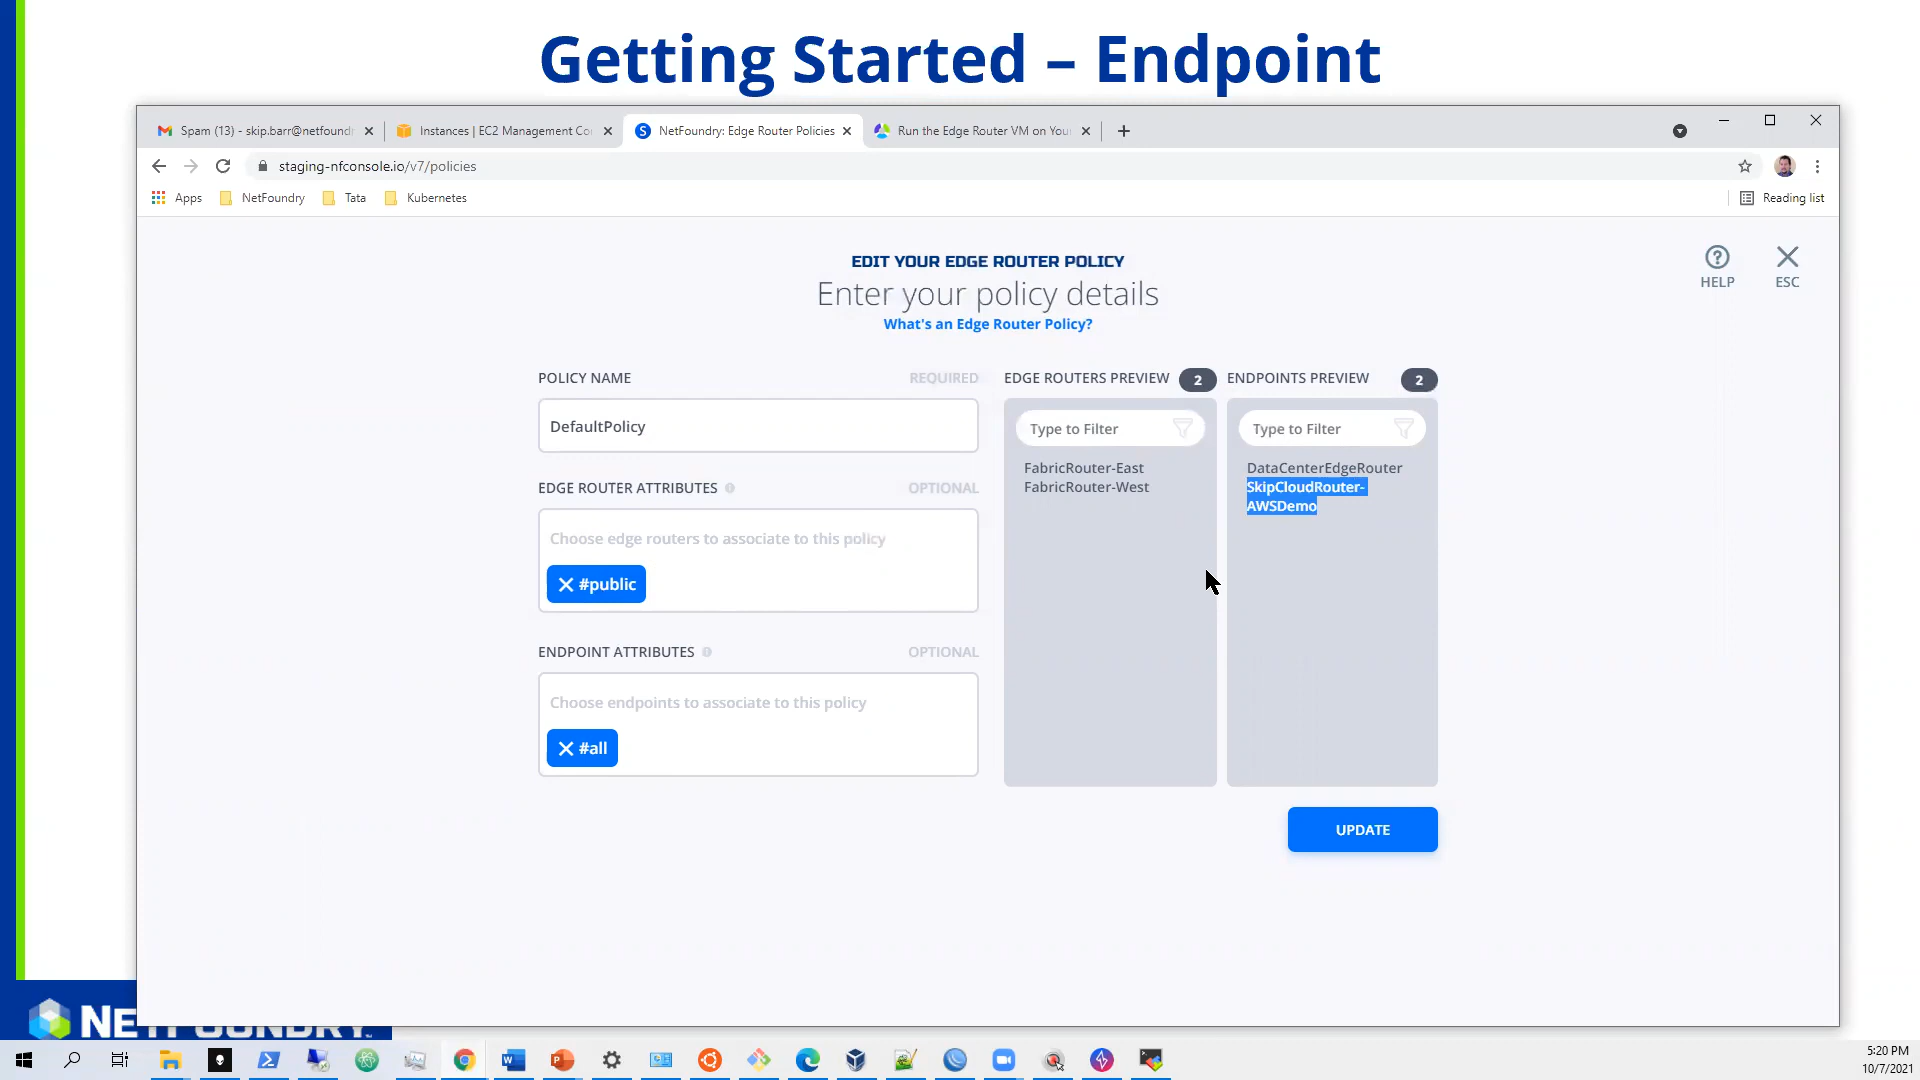 Getting Started – Endpoint
Spam (13) - skip.barr@netfound
Instances | EC2 Management Co
NetFoundry: Edge Router Policies
Run the Edge Router VM on You
staging-nfconsole.io/v7/policies
Apps
NetFoundry
Tata
Kubernetes
Reading list
EDIT YOUR EDGE ROUTER POLICY
Enter your policy details
What's an Edge Router Policy?
HELP
ESC
POLICY NAME
REQUIRED
DefaultPolicy
EDGE ROUTER ATTRIBUTES
OPTIONAL
Choose edge routers to associate to this policy
#public
ENDPOINT ATTRIBUTES
OPTIONAL
Choose endpoints to associate to this policy
#all
EDGE ROUTERS PREVIEW
2
Type to Filter
FabricRouter-East
FabricRouter-West
ENDPOINTS PREVIEW
2
Type to Filter
DataCenterEdgeRouter
SkipCloudRouter-
AWSDemo
UPDATE
NETFOUNDRY
5:20 PM
10/7/2021